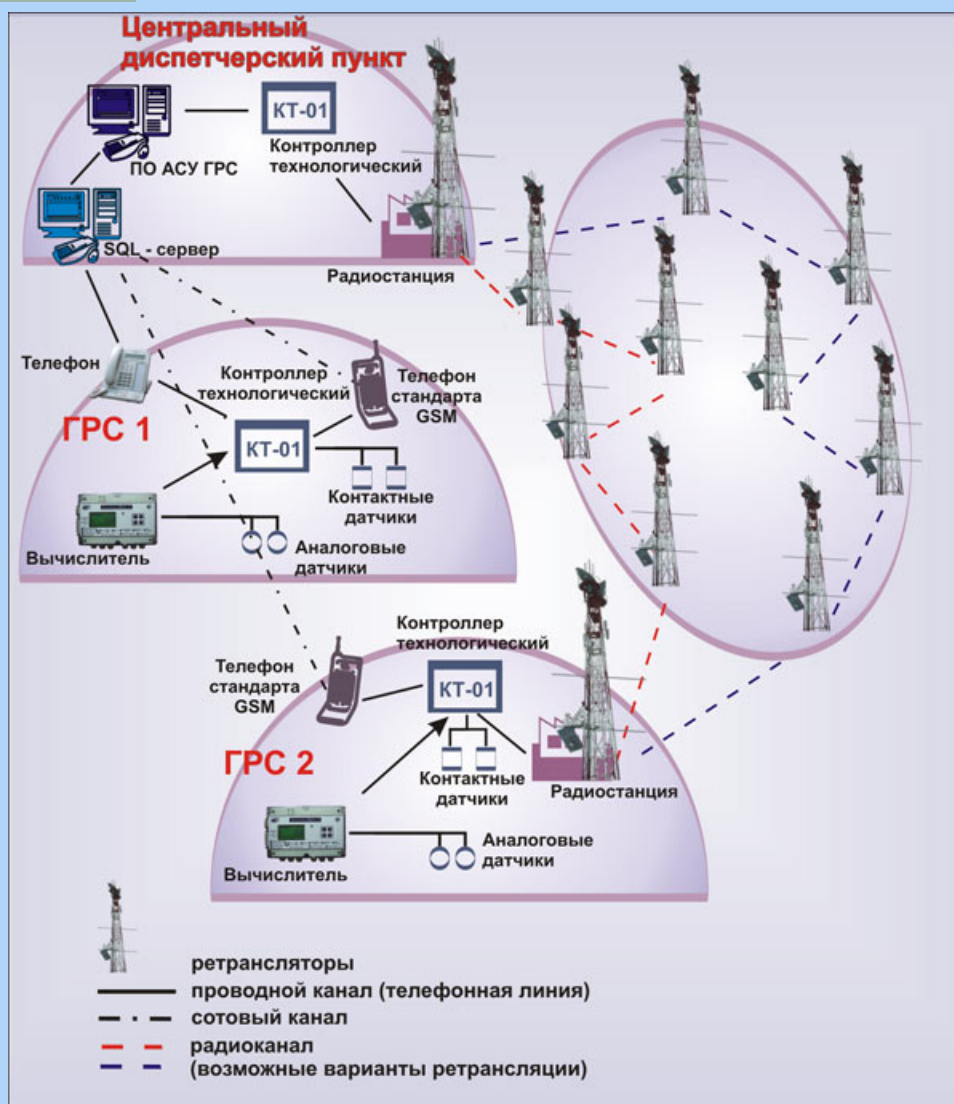 Центральный
диспетчерский пункт
КТ-01
Контроллер
технологический
ПО АСУ ГРС
SQL - сервер
Радиостанция
Телефон
Контроллер
технологический
Телефон
стандарта
GSM
ГРС 1
КТ-01
Контактные
датчики
Вычислитель
Аналоговые
датчики
Контроллер
технологический
Телефон
стандарта
GSM
КТ-01
ГРС 2
Контактные
датчики
Радиостанция
Аналоговые
датчики
Вычислитель
ретрансляторы
проводной канал (телефонная линия)
сотовый канал
радиоканал
(возможные варианты ретрансляции)